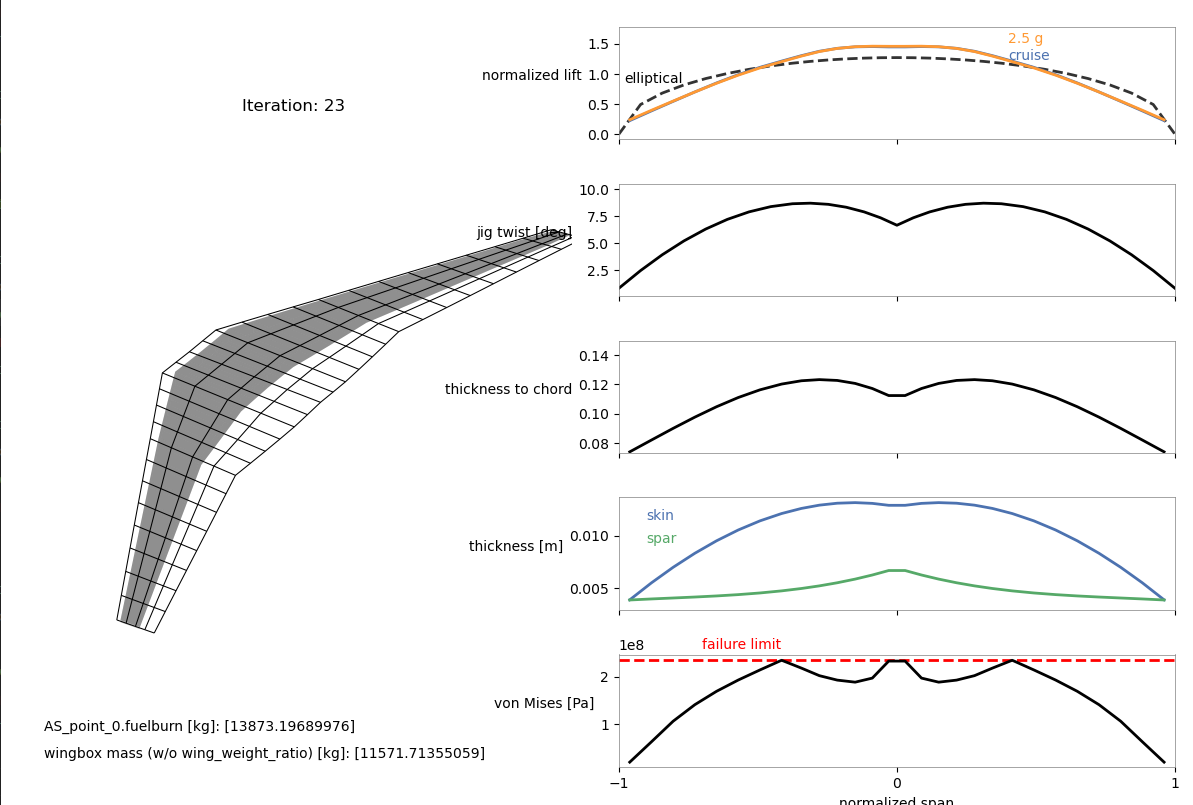 Iteration: 23
AS_point_0.fuelburn [kg]: [13873.19689976]
wingbox mass (w/o wing_weight_ratio) [kg]: [11571.71355059]
normalized lift
1.5
1.0
0.5
0.0
2.5 g
cruise
elliptical
jig twist [deg]
10.0
7.5
5.0
2.5
thickness to chord
0.14
0.12
0.10
0.08
thickness [m]
0.010
0.005
skin
spar
von Mises [Pa]
1e8
2
1
failure limit
−1
0
1
normalized span